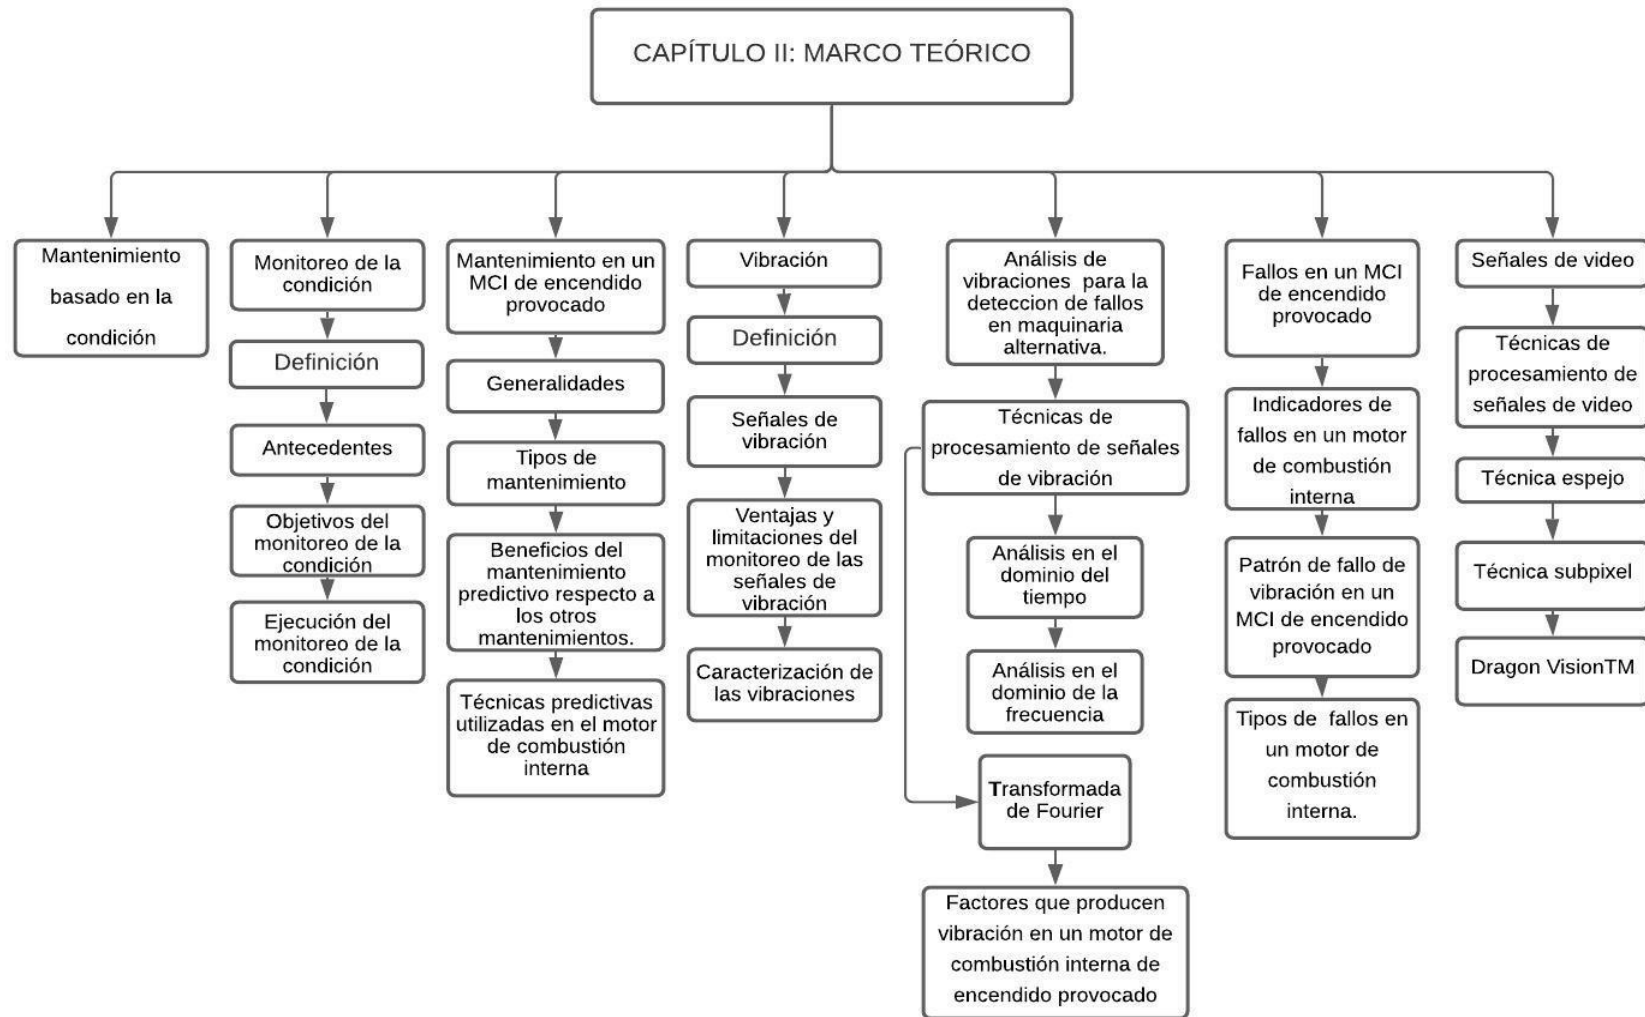 CAPÍTULO II: MARCO TEÓRICO
Mantenimiento
basado en la
condición
Monitoreo de la
condición
Definición
Antecedentes
Objetivos del
monitoreo de la
condición
Ejecución del
monitoreo de la
condición
Mantenimiento en un
MCI de encendido
provocado
Generalidades
Tipos de
mantenimiento
Beneficios del
mantenimiento
predictivo respecto a
los otros
mantenimientos.
Técnicas predictivas
utilizadas en el motor
de combustión
interna
Vibración
Definición
Señales de
vibración
Ventajas y
limitaciones del
monitoreo de las
señales de
vibración
Caracterización de
las vibraciones
Análisis de
vibraciones para la
deteccion de fallos
en maquinaria
alternativa.
Técnicas de
procesamiento de señales
de vibración
Análisis en el
dominio del
tiempo
Análisis en el
dominio de la
frecuencia
Transformada
de Fourier
Factores que producen
vibración en un motor de
combustión interna de
encendido provocado
Fallos en un MCI
de encendido
provocado
Indicadores de
fallos en un motor
de combustión
interna
Patrón de fallo de
vibración en un
MCI de encendido
provocado
Tipos de fallos en
un motor de
combustión
interna.
Señales de video
Técnicas de
procesamiento de
señales de video
Técnica espejo
Técnica subpixel
Dragon VisionTM